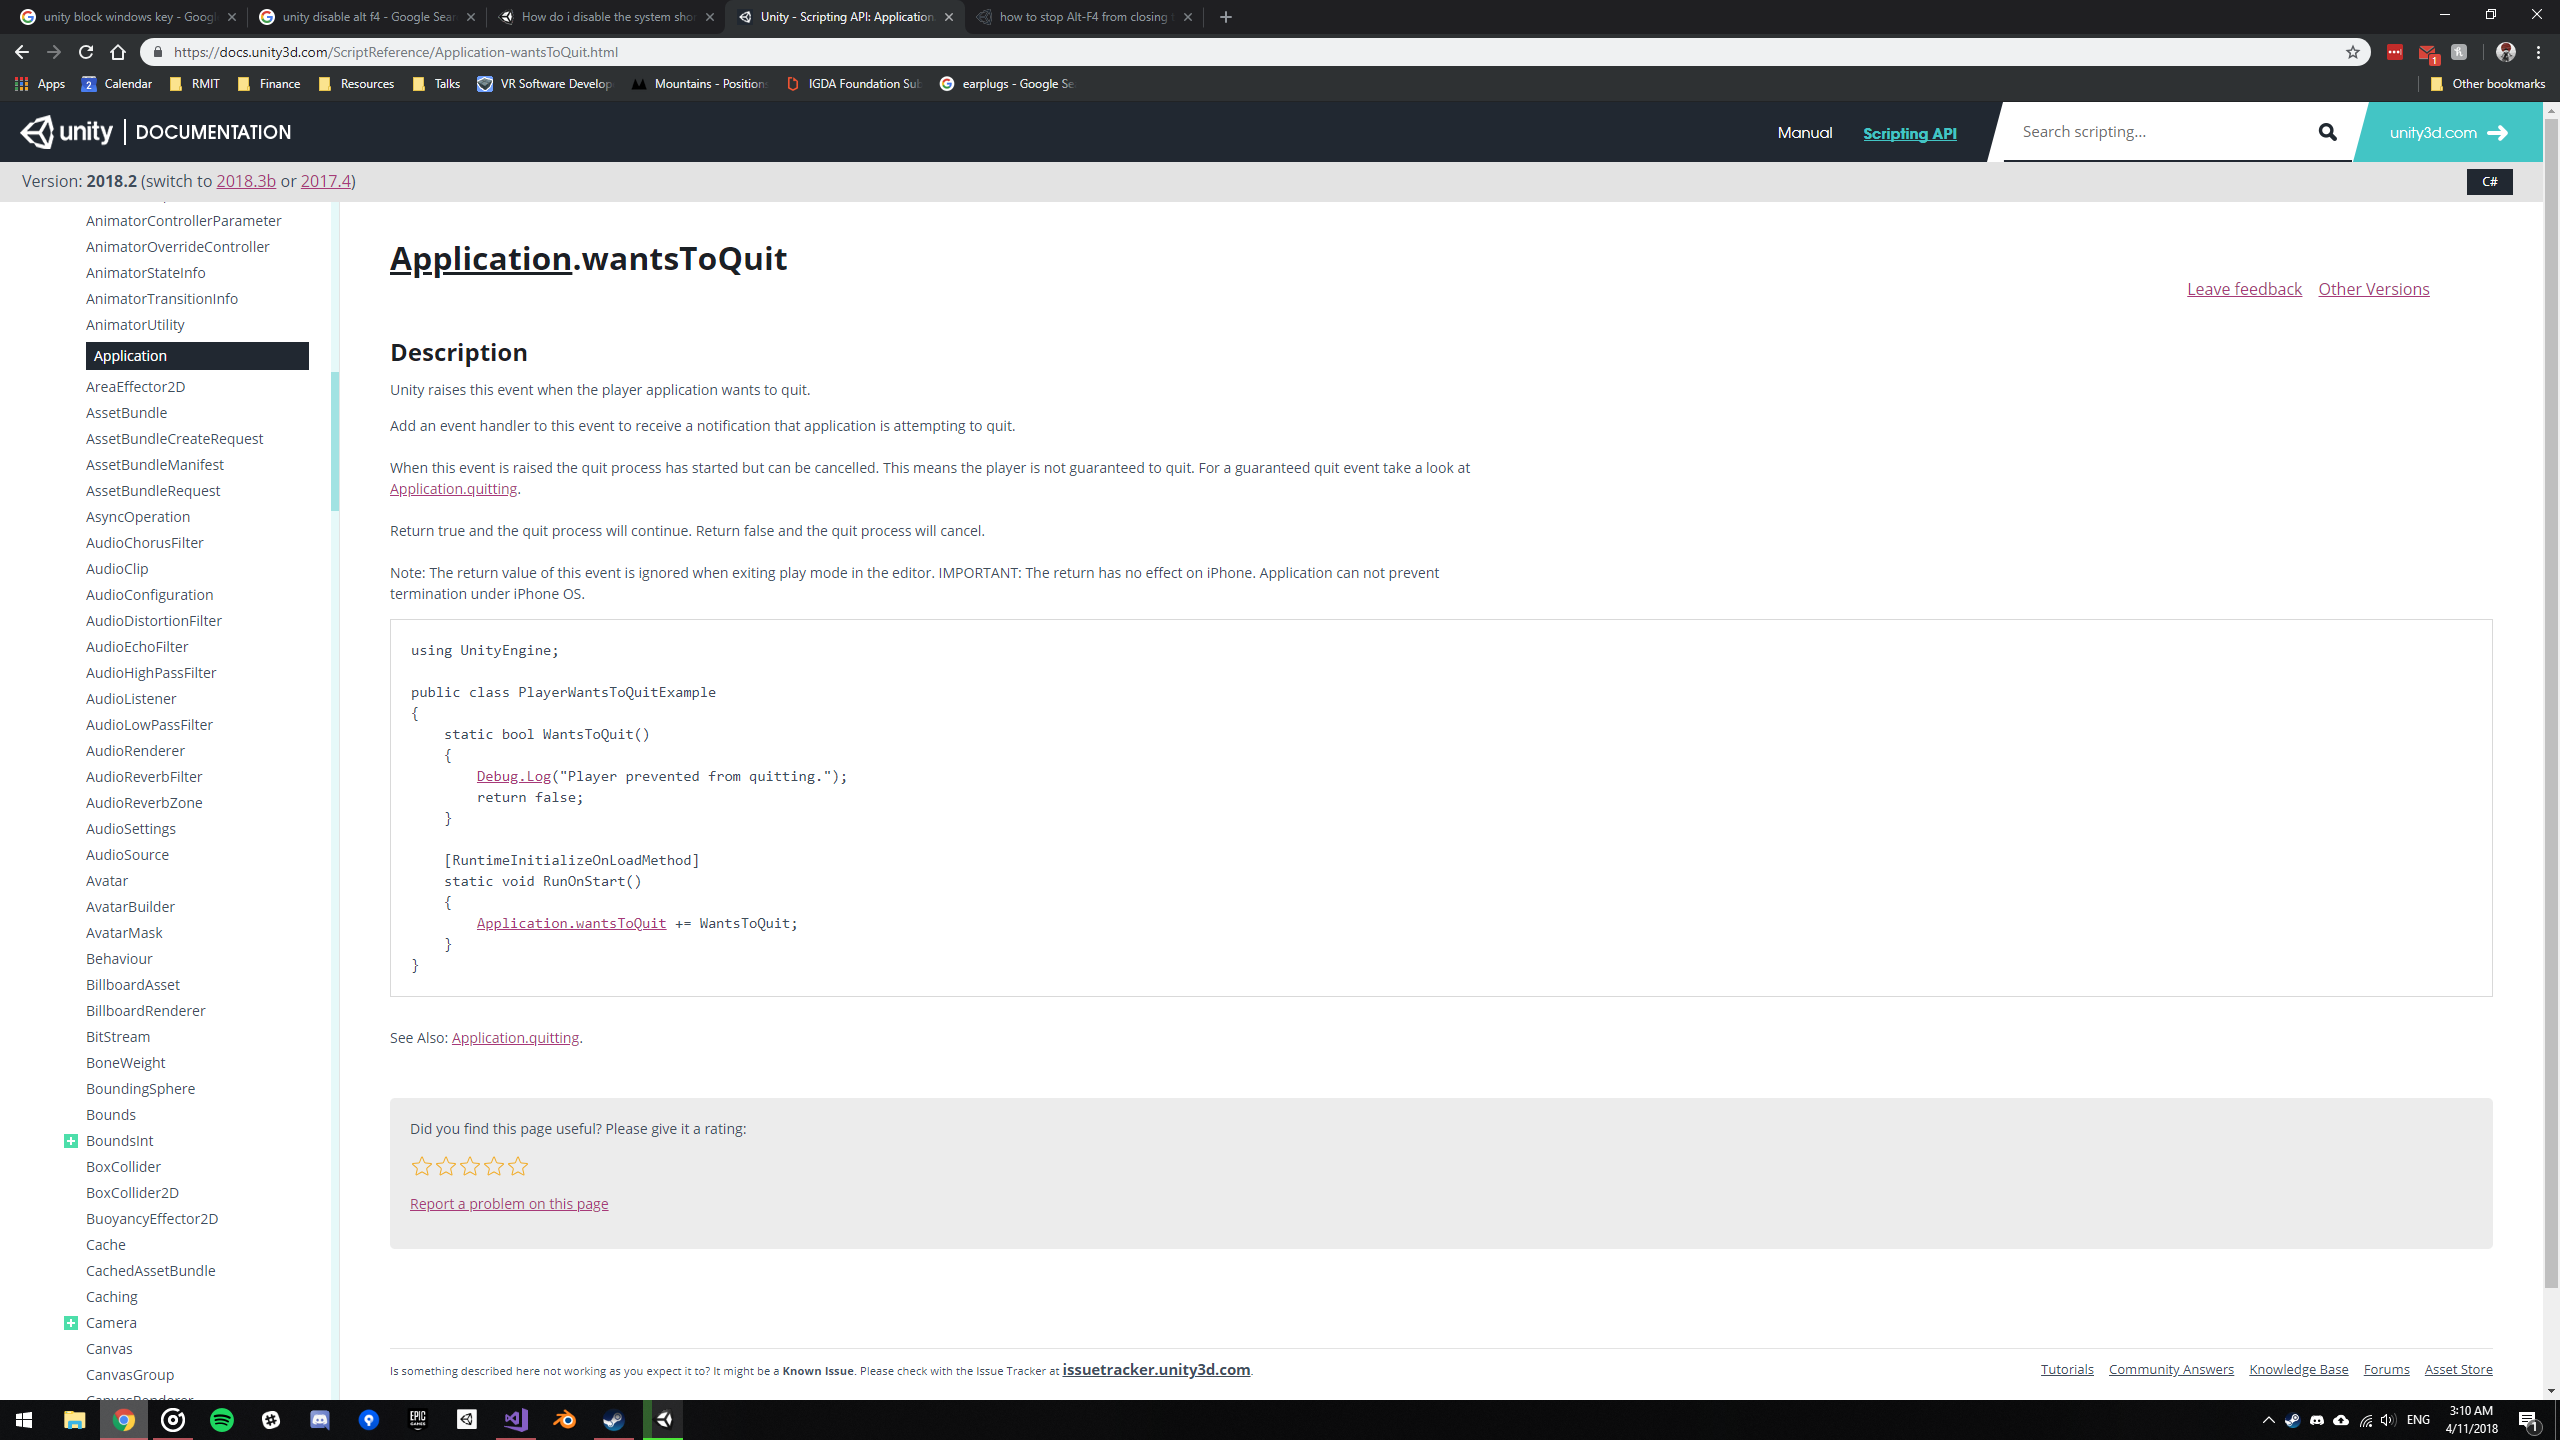 unity block windows key - Googl
unity disable alt f4 - Google Sear
How do i disable the system sho
Unity - Scripting API: Application.
how to stop Alt-F4 from closing t
https://docs.unity3d.com/ScriptReference/Application-wantsToQuit.html
1
Apps
2
Calendar
RMIT
Finance
Resources
Talks
VR Software Develop
Mountains - Position
IGDA Foundation Sub
earplugs - Google Se
Other bookmarks
unity | DOCUMENTATION
Manual
Scripting API
Search scripting...
unity3d.com
Version: 2018.2 (switch to 2018.3b or 2017.4)
C#
AnimatorControllerParameter
AnimatorOverrideController
AnimatorStateInfo
AnimatorTransitionInfo
AnimatorUtility
Application
AreaEffector2D
AssetBundle
AssetBundleCreateRequest
AssetBundleManifest
AssetBundleRequest
AsyncOperation
AudioChorusFilter
AudioClip
AudioConfiguration
AudioDistortionFilter
AudioEchoFilter
AudioHighPassFilter
AudioListener
AudioLowPassFilter
AudioRenderer
AudioReverbFilter
AudioReverbZone
AudioSettings
AudioSource
Avatar
AvatarBuilder
AvatarMask
Behaviour
BillboardAsset
BillboardRenderer
BitStream
BoneWeight
BoundingSphere
Bounds
BoundsInt
BoxCollider
BoxCollider2D
BuoyancyEffector2D
Cache
CachedAssetBundle
Caching
Camera
Canvas
CanvasGroup
CanvasRenderer
Application.wantsToQuit
Leave feedback
Other Versions
Description
Unity raises this event when the player application wants to quit.
Add an event handler to this event to receive a notification that application is attempting to quit.
When this event is raised the quit process has started but can be cancelled. This means the player is not guaranteed to quit. For a guaranteed quit event take a look at
Application.quitting.
Return true and the quit process will continue. Return false and the quit process will cancel.
Note: The return value of this event is ignored when exiting play mode in the editor. IMPORTANT: The return has no effect on iPhone. Application can not prevent
termination under iPhone OS.
using UnityEngine;
public class PlayerWantsToQuitExample
{
static bool WantsToQuit()
{
Debug.Log("Player prevented from quitting.");
return false;
}
[RuntimeInitializeOnLoadMethod]
static void RunOnStart()
{
Application.wantsToQuit += WantsToQuit;
}
}
See Also: Application.quitting.
Did you find this page useful? Please give it a rating:
Report a problem on this page
Is something described here not working as you expect it to? It might be a Known Issue. Please check with the Issue Tracker at issuetracker.unity3d.com.
Tutorials
Community Answers
Knowledge Base
Forums
Asset Store
EPIC
GAMES
ENG
3:10 AM
4/11/2018
1